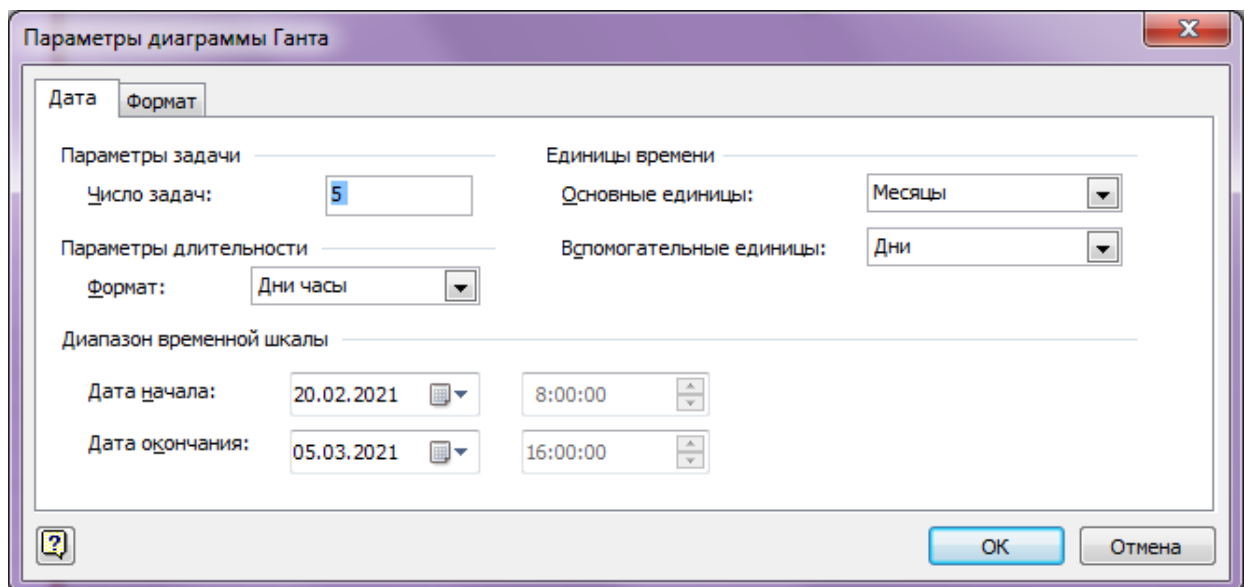 Параметры диаграммы Ганта
Дата Формат
Параметры задачи Единицы времени
Число задач: 5 Основные единицы: Месяцы
Параметры длительности Вспомогательные единицы: Дни
Формат: Дни часы
Диапазон временной шкалы
Дата начала: 20.02.2021 8:00:00
Дата окончания: 05.03.2021 16:00:00
? ОК Отмена